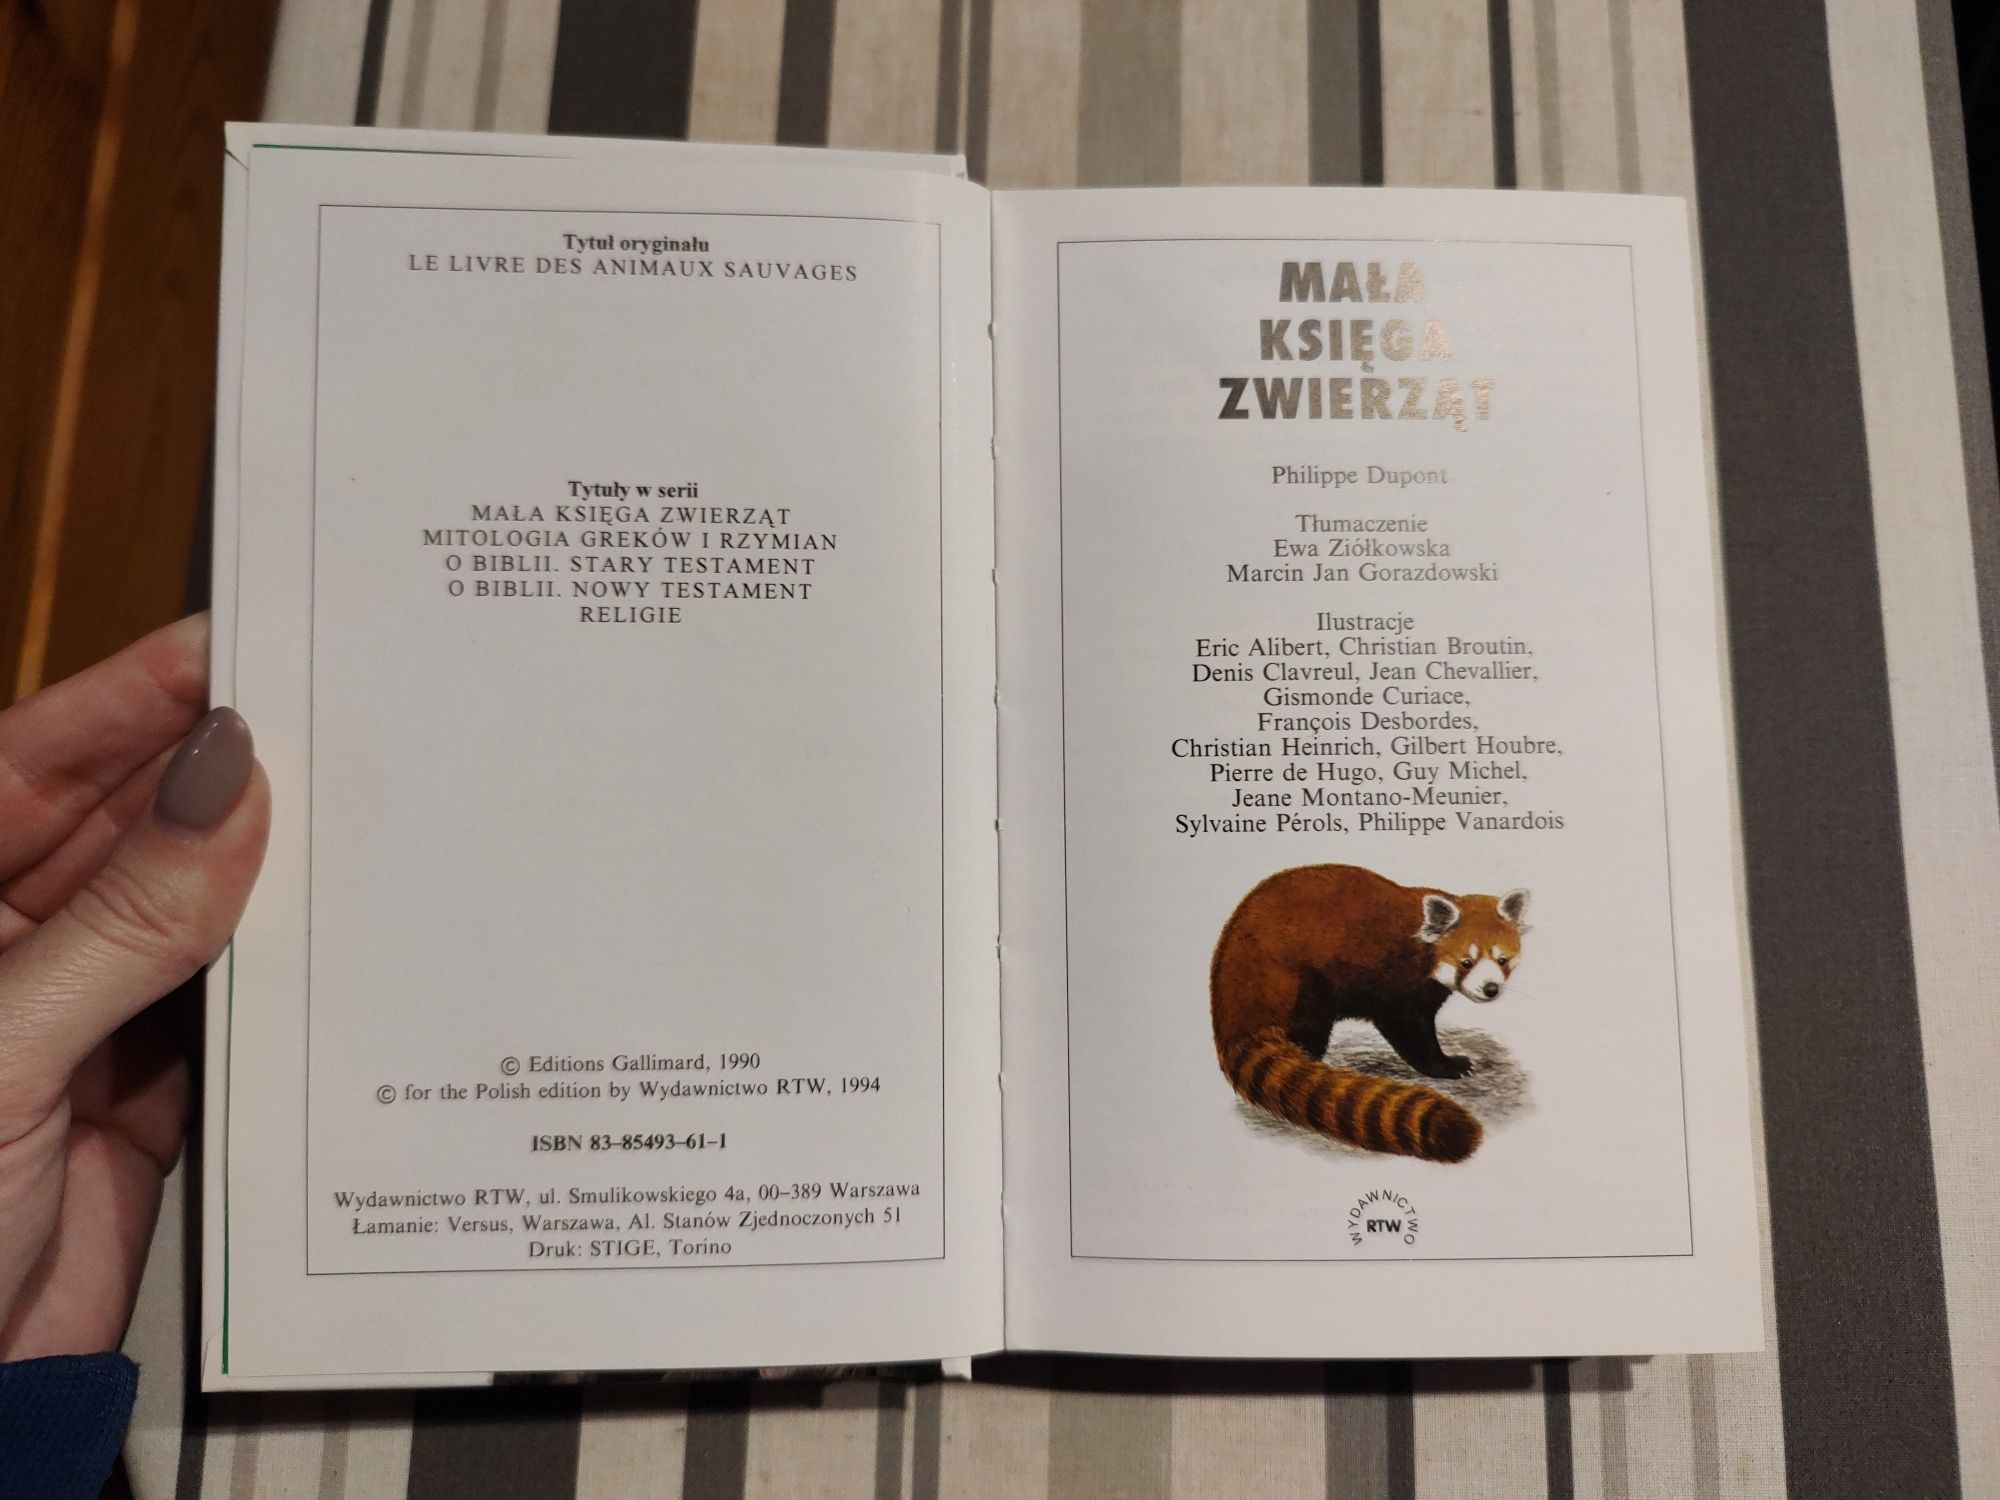 Tytuł oryginału
LE LIVRE DES ANIMAUX SAUVAGES
Tytuły w serii
MAŁA KSIĘGA ZWIERZĄT
MITOLOGIA GREKÓW I RZYMIAN
O BIBLII. STARY TESTAMENT
O BIBLII. NOWY TESTAMENT
RELIGIE
© Editions Gallimard, 1990
© for the Polish edition by Wydawnictwo RTW, 1994
ISBN 83–85493–61–1
Wydawnictwo RTW, ul. Smulikowskiego 4a, 00–389 Warszawa
Łamanie: Versus, Warszawa, Al. Stanów Zjednoczonych 51
Druk: STIGE, Torino
MAŁA
KSIĘGA
ZWIERZĄT
Philippe Dupont
Tłumaczenie
Ewa Ziółkowska
Marcin Jan Gorazdowski
Ilustracje
Eric Alibert, Christian Broutin,
Denis Clavreul, Jean Chevallier,
Gismonde Curiace,
François Desbordes,
Christian Heinrich, Gilbert Houbre,
Pierre de Hugo, Guy Michel,
Jeane Montano-Meunier,
Sylvaine Pérols, Philippe Vanardois
WYDAWNICTWO
RTW